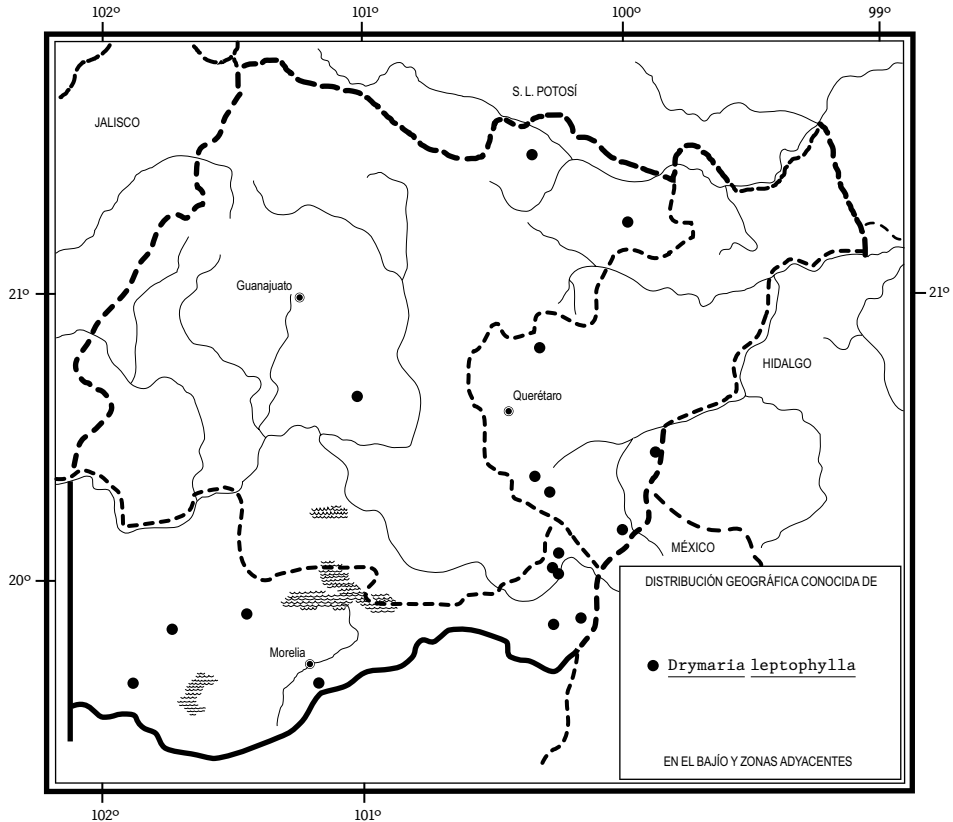 102º 101º 100º 99º
S. L. POTOSÍ
JALISCO
Guanajuato
21º 21º
HIDALGO
Querétaro
MÉXICO
20º
DISTRIBUCIÓN GEOGRÁFICA CONOCIDA DE
Morelia
Drymaria leptophylla
EN EL BAJÍO Y ZONAS ADYACENTES
102º 101º